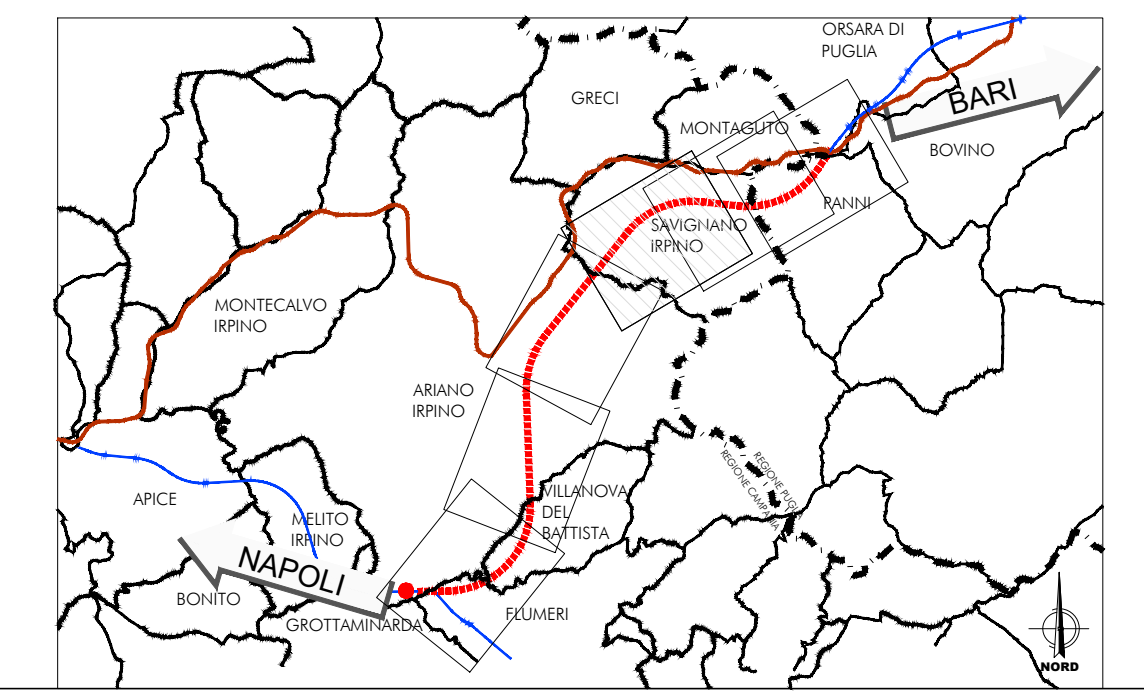 ORSARA DI
PUGLIA
BARI
GRECI
MONTAGUTO
BOVINO
PANNI
SAVIGNANO
iRPINO
MONTECALVO
IRPINO
ARIANO
IRPINO
REGIONE PUGLIA
REGIONE CAMPANIA
APICE
VILLANOVA
DEL
BATTISTA
MELITO
IRPINO
NAPOLI
BONITO
GROTTAMINARDA
FLUMERI
NORD